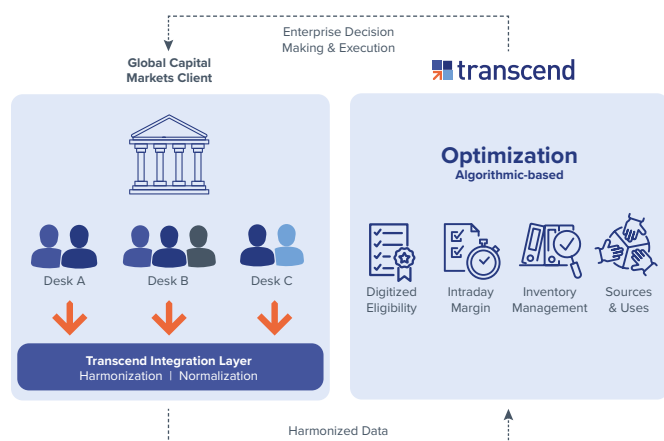 Enterprise Decision
Making & Execution
Global Capital
Markets Client
transcend
Optimization
Algorithmic-based
Desk A
Desk B
Desk C
Digitized
Eligibility
Intraday
Margin
Inventory
Management
Sources
& Uses
Transcend Integration Layer
Harmonization | Normalization
Harmonized Data